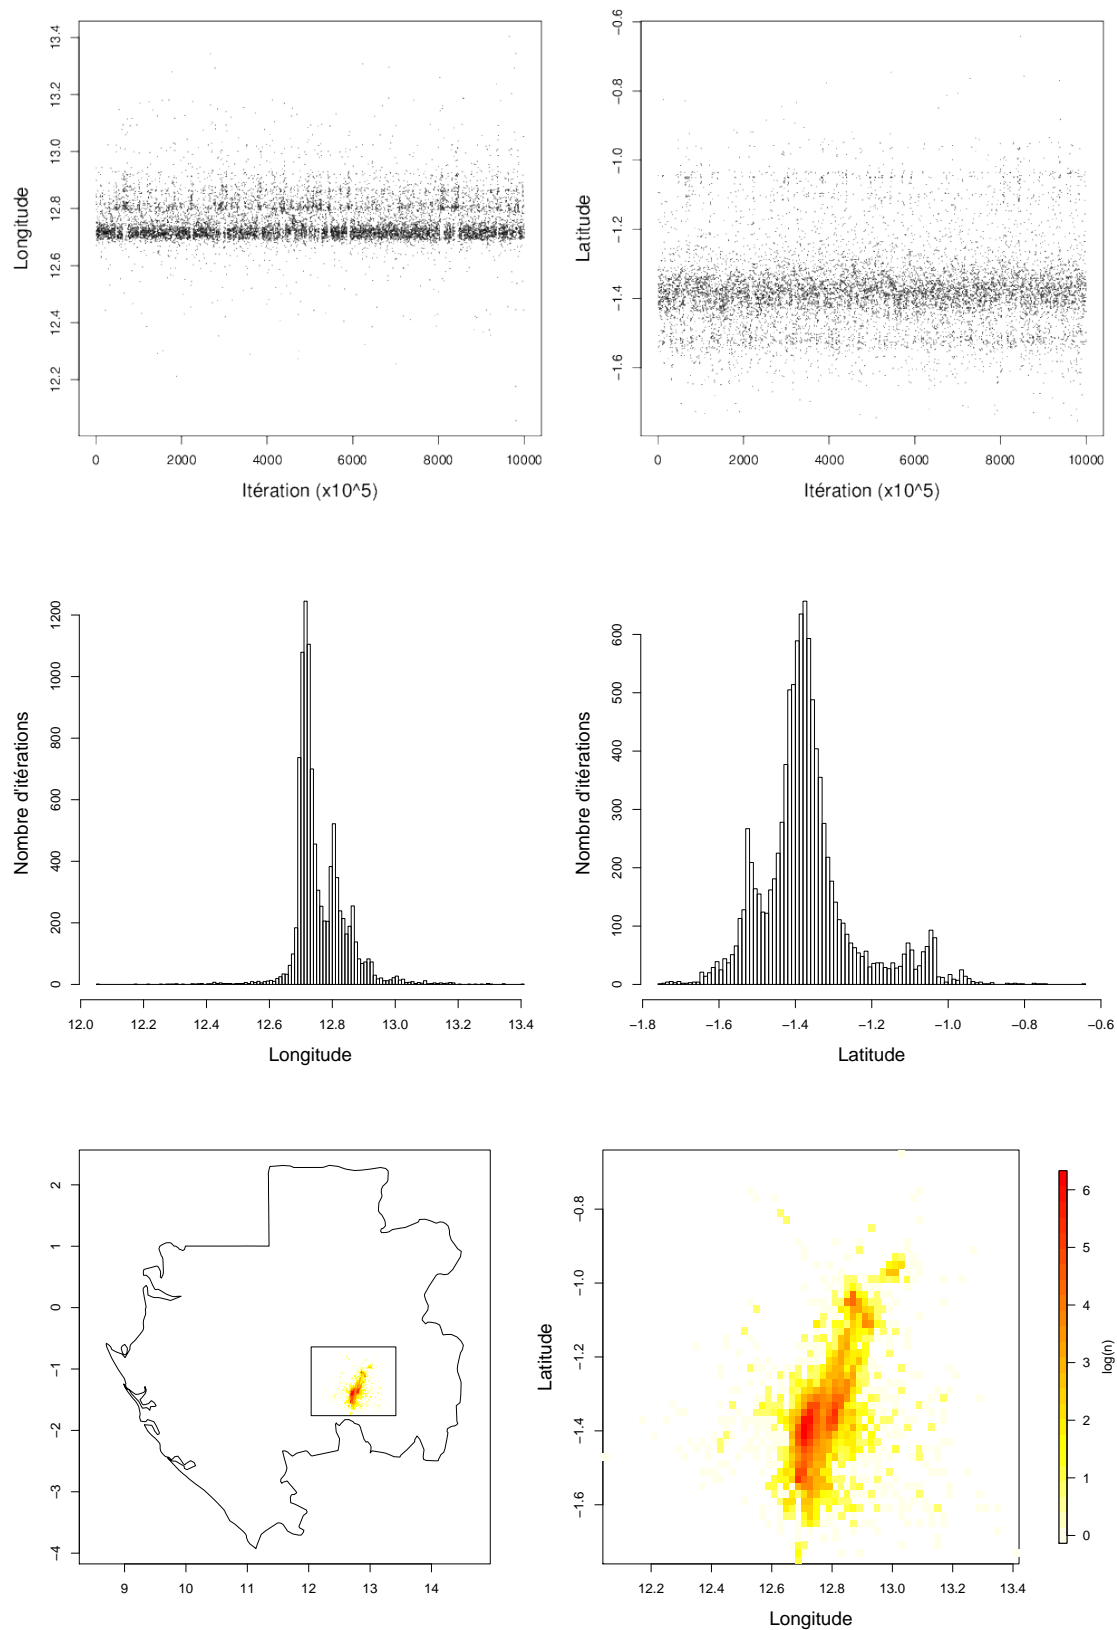 13.4
13.2
13.0
12.8
12.6
12.4
12.2
Longitude
0 2000 4000 6000 8000 10000
Itération (x10^5)
−0.6
−0.8
−1.0
−1.2
−1.4
−1.6
Latitude
0 2000 4000 6000 8000 10000
Itération (x10^5)
1200
1000
800
600
400
200
0
Nombre d'itérations
12.0 12.2 12.4 12.6 12.8 13.0 13.2 13.4
Longitude
600
500
400
300
200
100
0
Nombre d'itérations
−1.8 −1.6 −1.4 −1.2 −1.0 −0.8 −0.6
Latitude
2
1
0
−1
−2
−3
−4
9 10 11 12 13 14
−0.8
−1.0
−1.2
−1.4
−1.6
Latitude
12.2 12.4 12.6 12.8 13.0 13.2 13.4
Longitude
6
5
4
3
2
1
0
log(n)